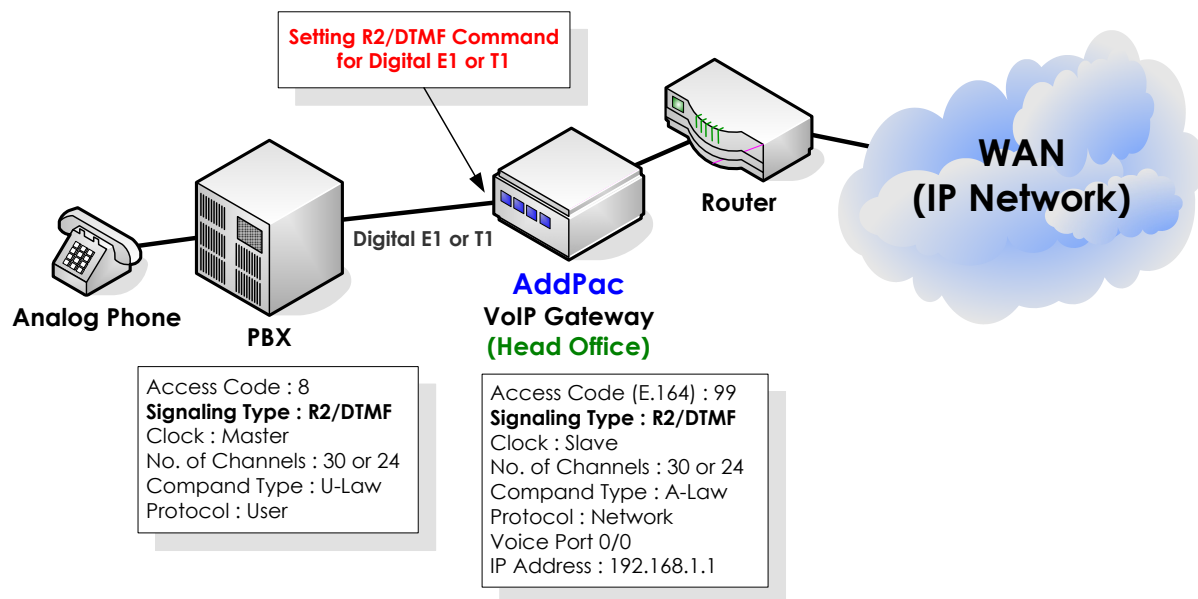 Setting R2/DTMF Command
for Digital E1 or T1
WAN
(IP Network)
Router
Digital E1 or T1
Analog Phone
PBX
AddPac
VoIP Gateway
(Head Office)
Access Code : 8
Signaling Type : R2/DTMF
Clock : Master
No. of Channels : 30 or 24
Compand Type : U-Law
Protocol : User
Access Code (E.164) : 99
Signaling Type : R2/DTMF
Clock : Slave
No. of Channels : 30 or 24
Compand Type : A-Law
Protocol : Network
Voice Port 0/0
IP Address : 192.168.1.1